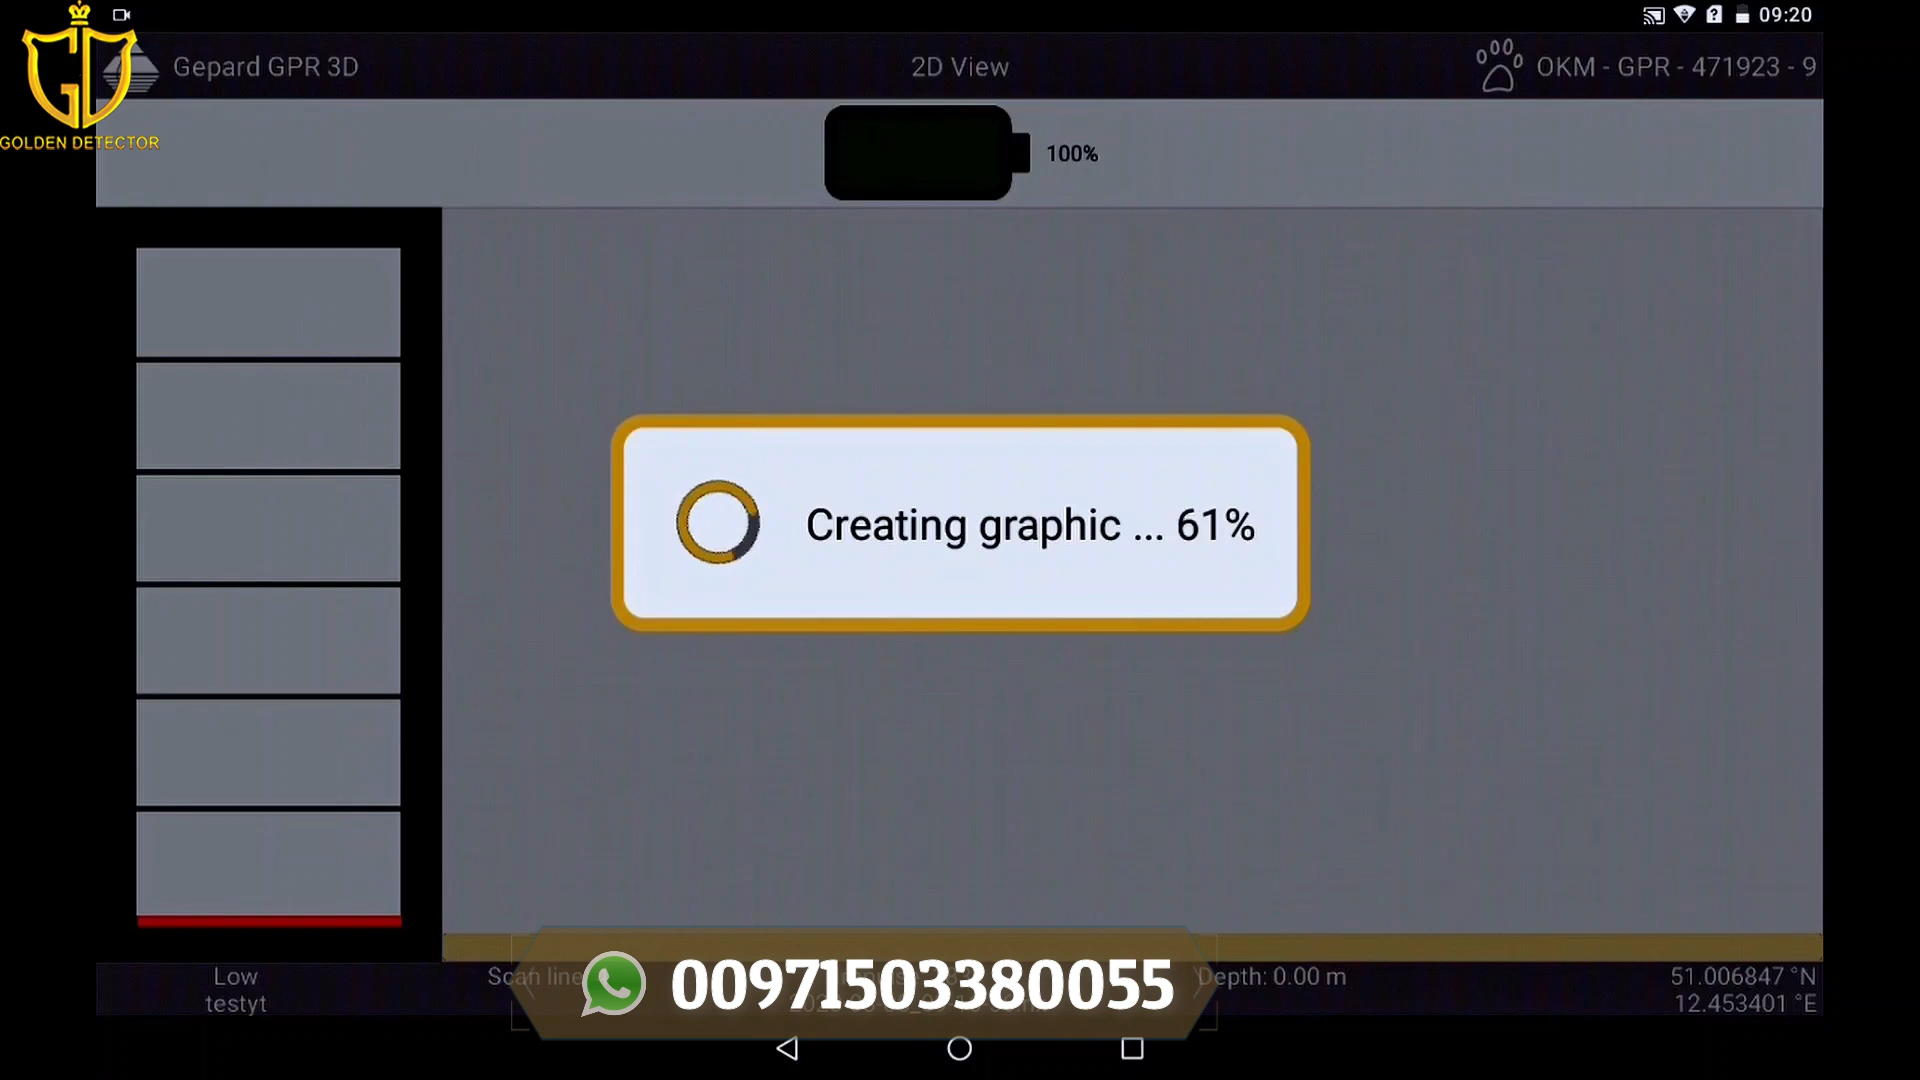 09:20
GOLDEN DETECTOR
Gepard GPR 3D
2D View
OKM - GPR - 471923 - 9
100%
Creating graphic ... 61%
Low
testyt
Scan line
00971503380055
Depth: 0.00 m
51.006847 °N
12.453401 °E